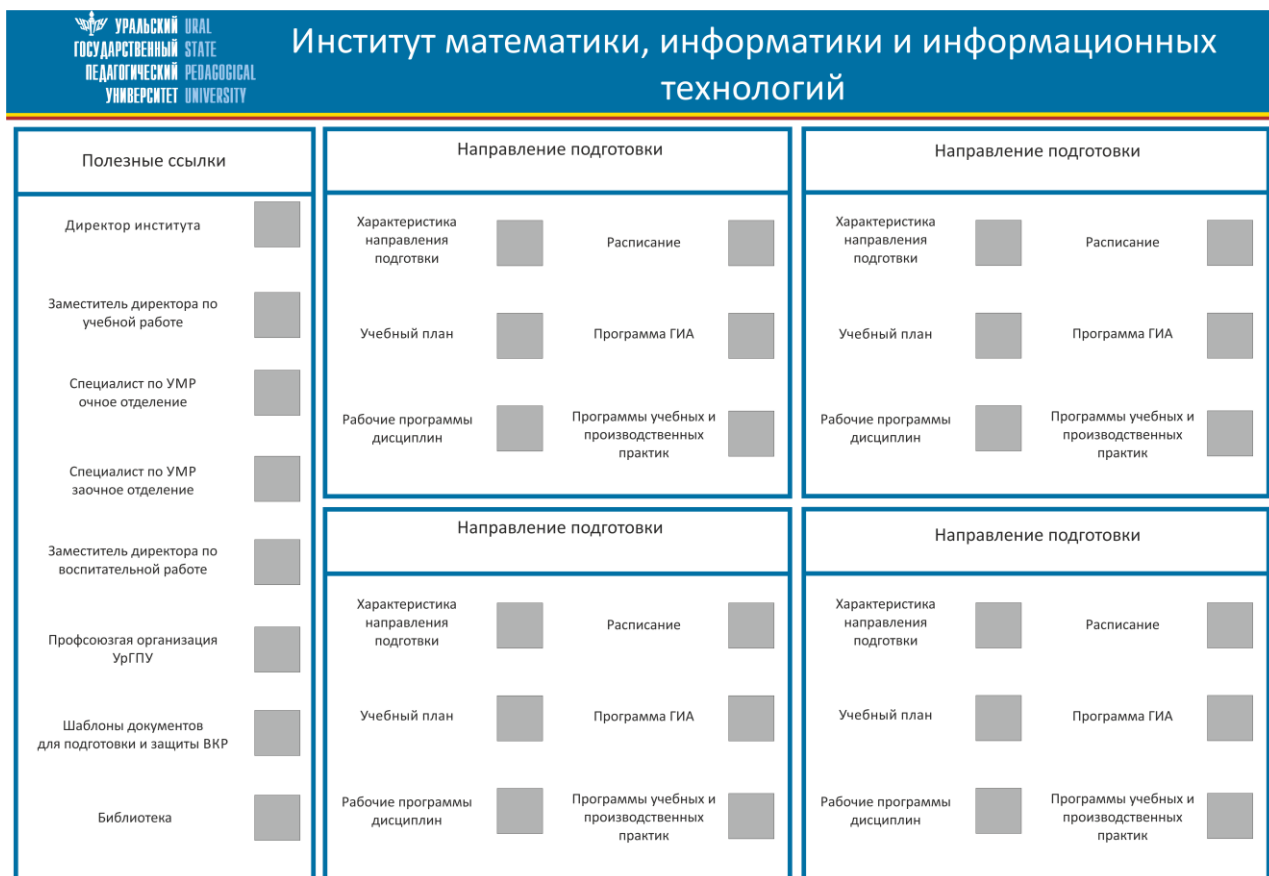 УРАЛЬСКИЙ URAL
ГОСУДАРСТВЕННЫЙ STATE
ПЕДАГОГИЧЕСКИЙ PEDAGOGICAL
УНИВЕРСИТЕТ UNIVERSITY
Институт математики, информатики и информационных
технологий
Полезные ссылки
Директор института
Заместитель директора по
учебной работе
Специалист по УМР
очное отделение
Специалист по УМР
заочное отделение
Заместитель директора по
воспитательной работе
Профсоюзгая организация
УрГПУ
Шаблоны документов
для подготовки и защиты ВКР
Библиотека
Направление подготовки
Характеристика
направления
подготвки
Расписание
Учебный план
Программа ГИА
Рабочие программы
дисциплин
Программы учебных и
производственных
практик
Направление подготовки
Характеристика
направления
подготвки
Расписание
Учебный план
Программа ГИА
Рабочие программы
дисциплин
Программы учебных и
производственных
практик
Направление подготовки
Характеристика
направления
подготвки
Расписание
Учебный план
Программа ГИА
Рабочие программы
дисциплин
Программы учебных и
производственных
практик
Направление подготовки
Характеристика
направления
подготвки
Расписание
Учебный план
Программа ГИА
Рабочие программы
дисциплин
Программы учебных и
производственных
практик